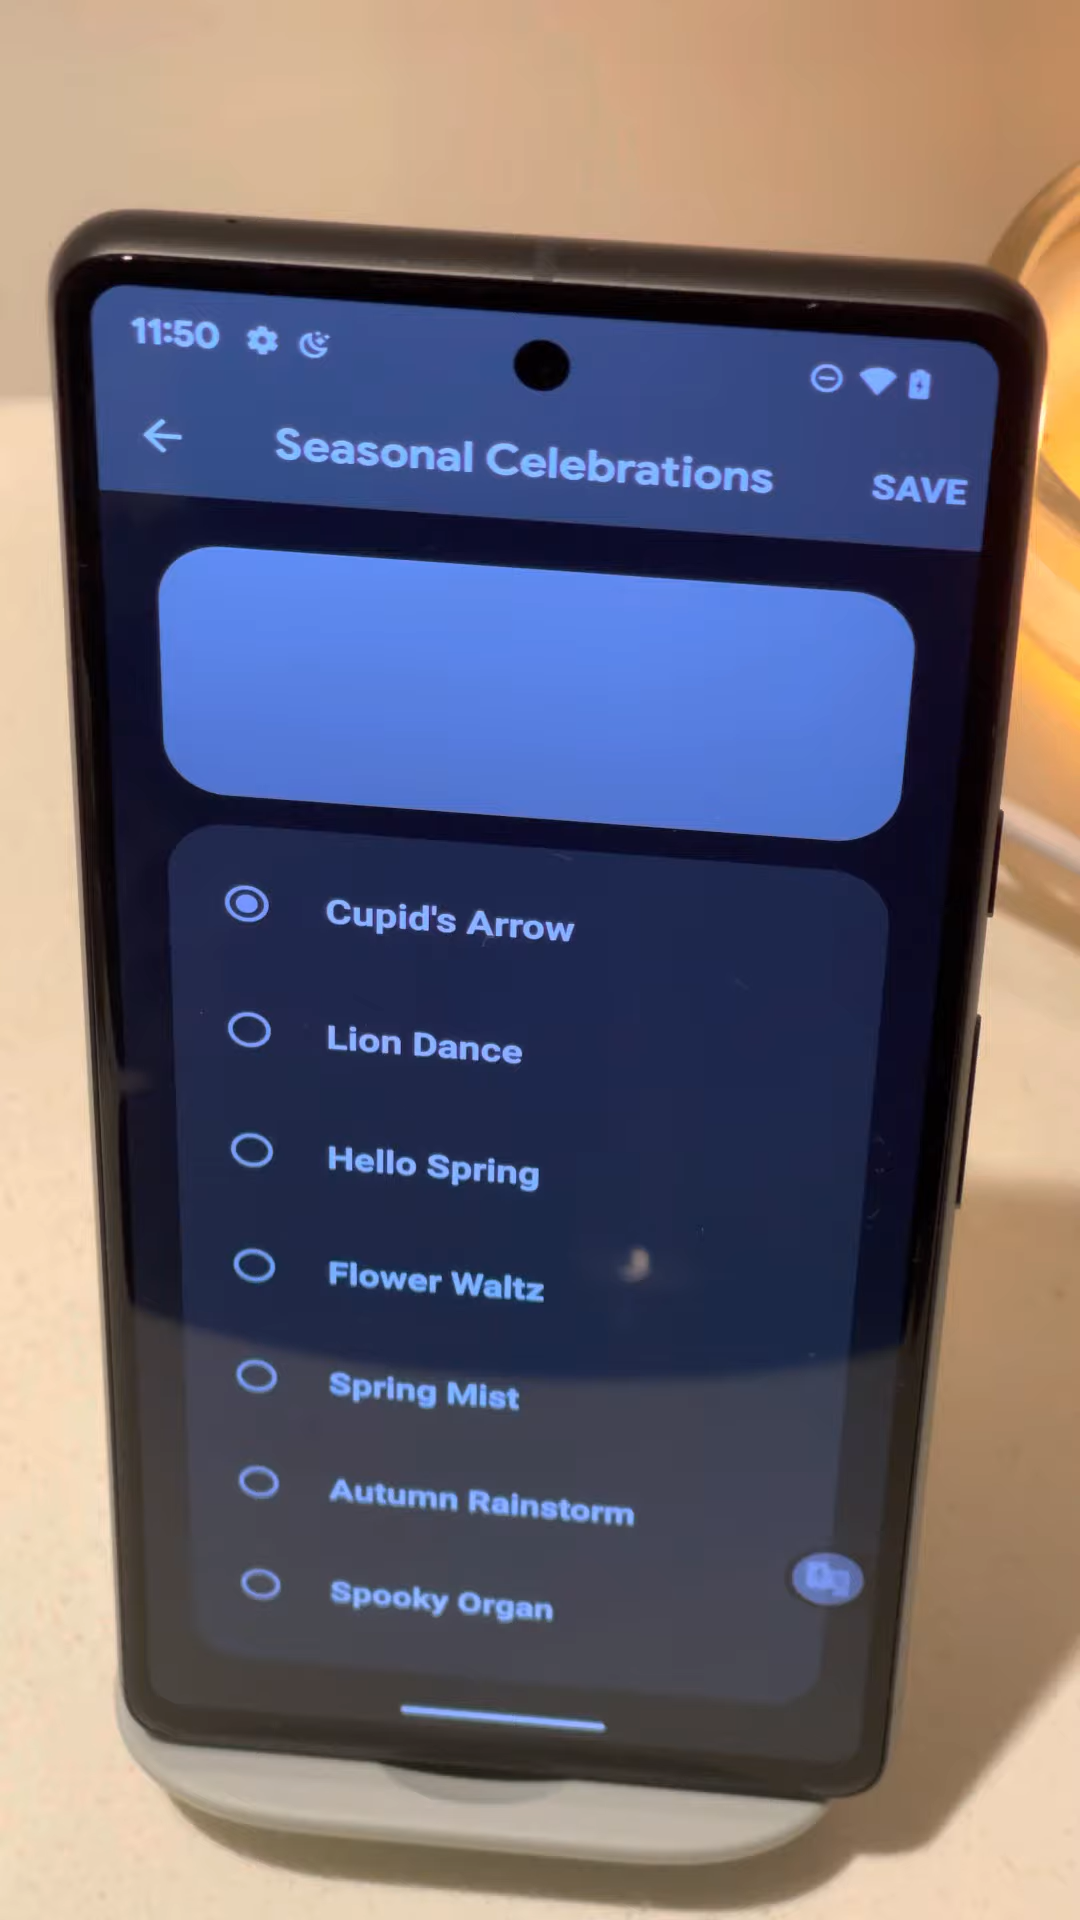 11:50
Seasonal Celebrations
SAVE
Cupid's Arrow
Lion Dance
Hello Spring
Flower Waltz
Spring Mist
Autumn Rainstorm
Spooky Organ